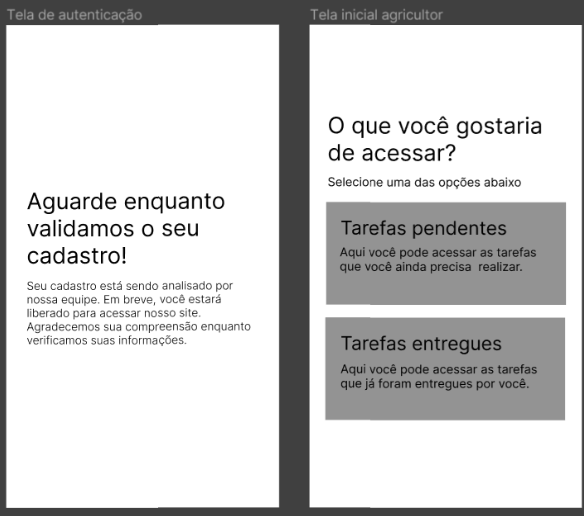 Tela de autenticação
Aguarde enquanto
validamos o seu
cadastro!
Seu cadastro está sendo analisado por
nossa equipe. Em breve, você estará
liberado para acessar nosso site.
Agradecemos sua compreensão enquanto
verificamos suas informações.
Tela inicial agricultor
O que você gostaria
de acessar?
Selecione uma das opções abaixo
Tarefas pendentes
Aqui você pode acessar as tarefas
que você ainda precisa realizar.
Tarefas entregues
Aqui você pode acessar as tarefas
que já foram entregues por você.